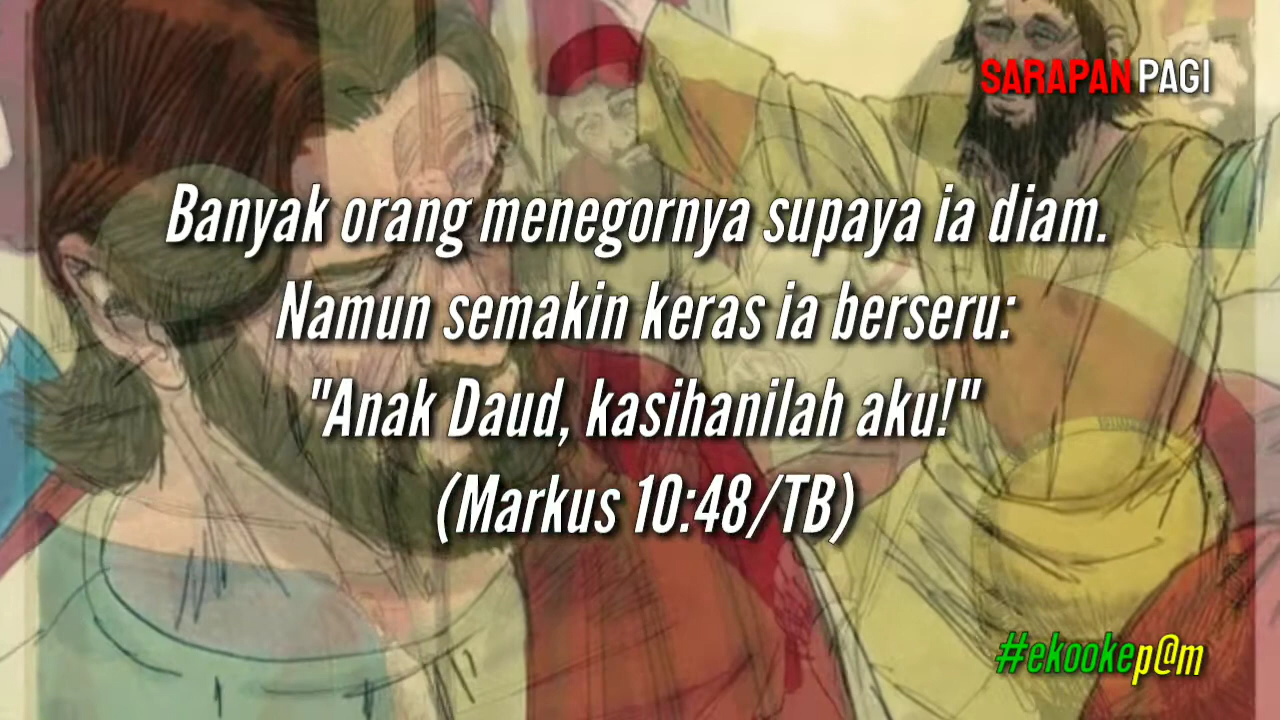 SARAPAN PAGI
Banyak orang menegornya supaya ia diam.
Namun semakin keras ia berseru:
"Anak Daud, kasihanilah aku!"
(Markus 10:48/TB)
#ekookep@m